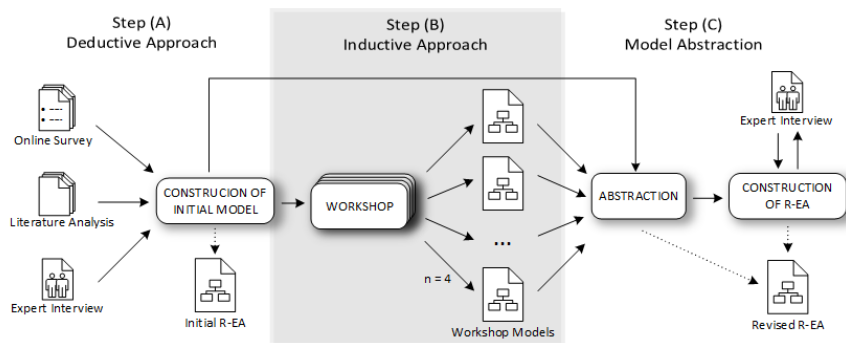 Step (A)
Deductive Approach
Step (B)
Inductive Approach
Step (C)
Model Abstraction
Online Survey
Literature Analysis
Expert Interview
CONSTRUCION OF
INITIAL MODEL
Initial R-EA
WORKSHOP
n = 4
...
Workshop Models
ABSTRACTION
Expert Interview
CONSTRUCTION
OF R-EA
Revised R-EA